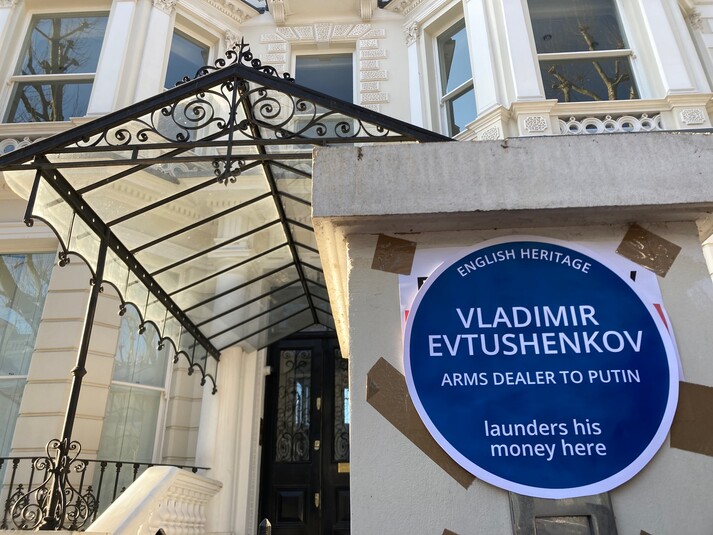 ENGLISH HERITAGE
VLADIMIR
EVTUSHENKOV
ARMS DEALER TO PUTIN
launders his
money here